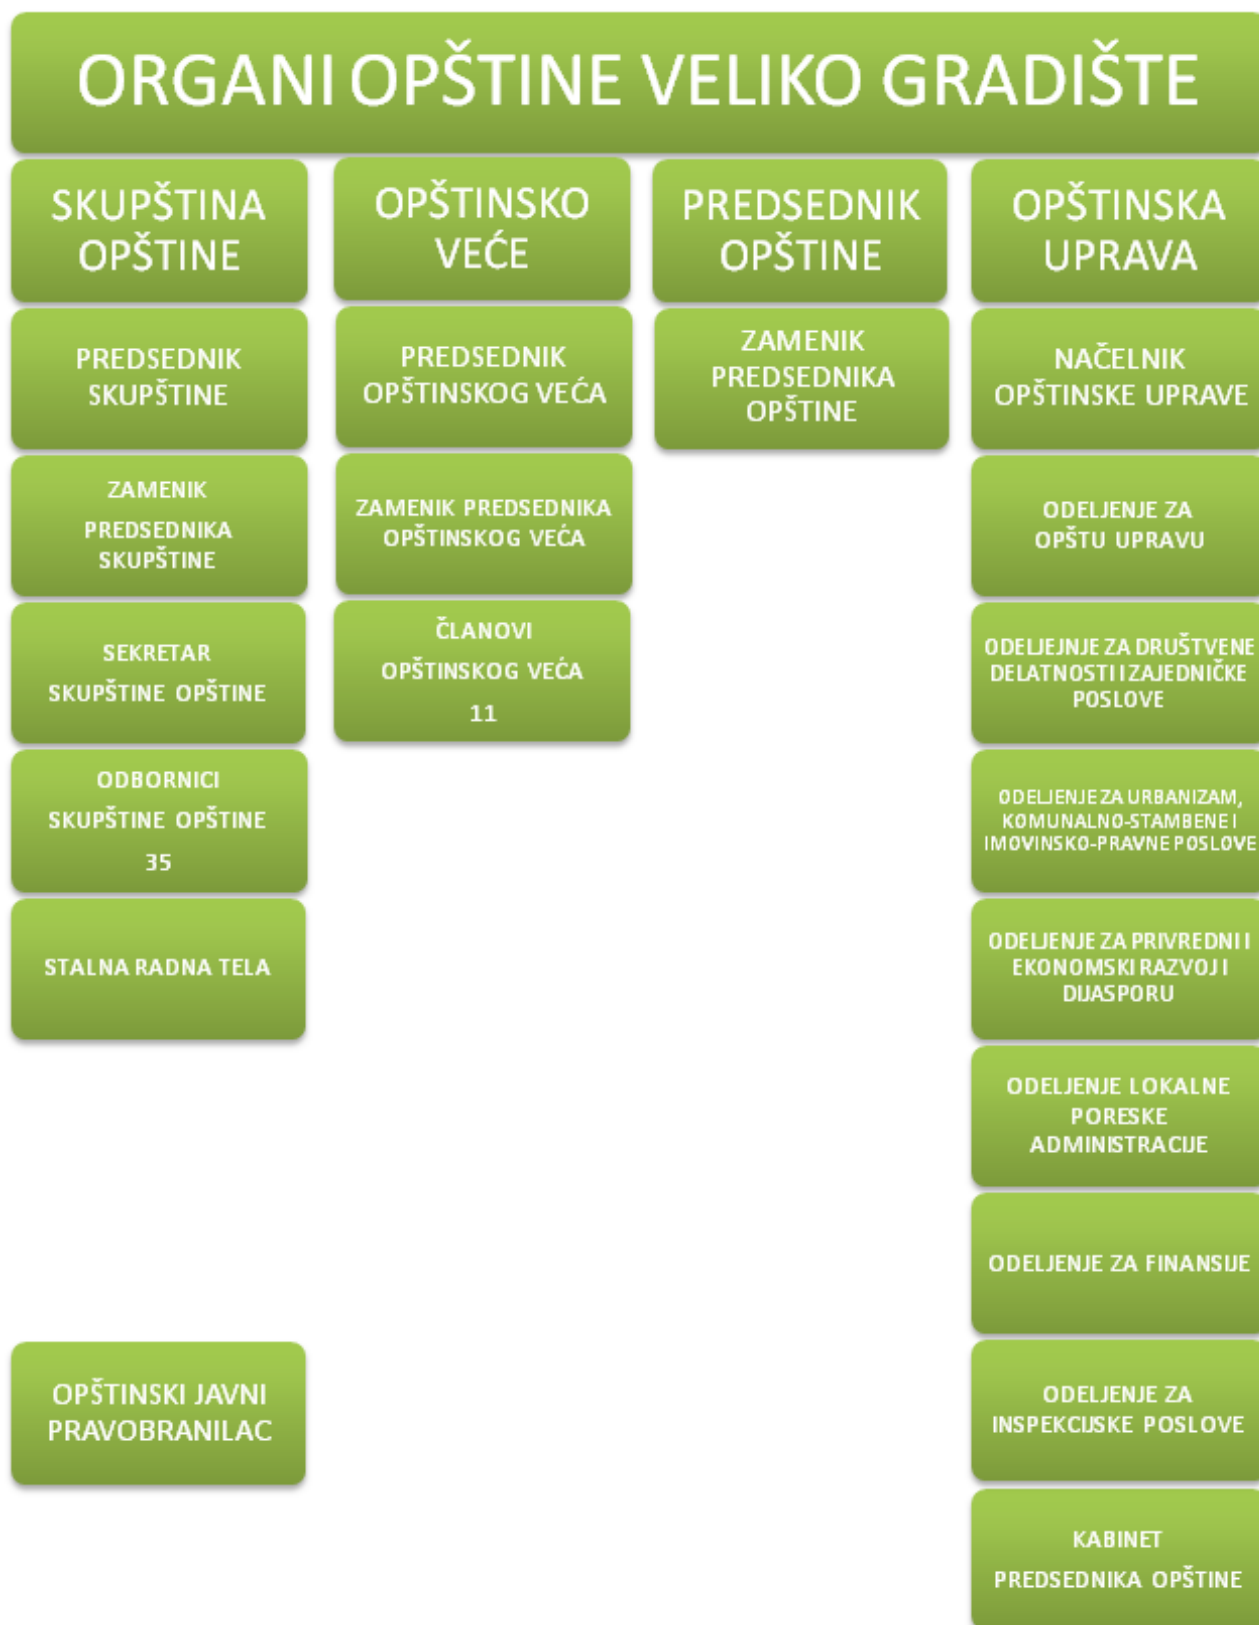 ORGANI OPŠTINE VELIKO GRADIŠTE
SKUPŠTINA
OPŠTINE
PREDSEDNIK
SKUPŠTINE
ZAMENIK
PREDSEDNIKA
SKUPŠTINE
SEKRETAR
SKUPŠTINE OPŠTINE
ODBORNICI
SKUPŠTINE OPŠTINE
35
STALNA RADNA TELA
OPŠTINSKI JAVNI
PRAVOBRANILAC
OPŠTINSKO
VEĆE
PREDSEDNIK
OPŠTINSKOG VEĆA
ZAMENIK PREDSEDNIKA
OPŠTINSKOG VEĆA
ČLANOVI
OPŠTINSKOG VEĆA
11
PREDSEDNIK
OPŠTINE
ZAMENIK
PREDSEDNIKA
OPŠTINE
OPŠTINSKA
UPRAVA
NAČELNIK
OPŠTINSKE UPRAVE
ODELJENJE ZA
OPŠTU UPRAVU
ODELJEJNJE ZA DRUŠTVENE
DELATNOSTI I ZAJEDNIČKE
POSLOVE
ODELJENJE ZA URBANIZAM,
KOMUNALNO-STAMBENE I
IMOVINSKO-PRAVNE POSLOVE
ODELJENJE ZA PRIVREDNI I
EKONOMSKI RAZVOJ I
DIJASPORU
ODELJENJE LOKALNE
PORESKE
ADMINISTRACIJE
ODELJENJE ZA FINANSIJE
ODELJENJE ZA
INSPEKCIJSKE POSLOVE
KABINET
PREDSEDNIKA OPŠTINE